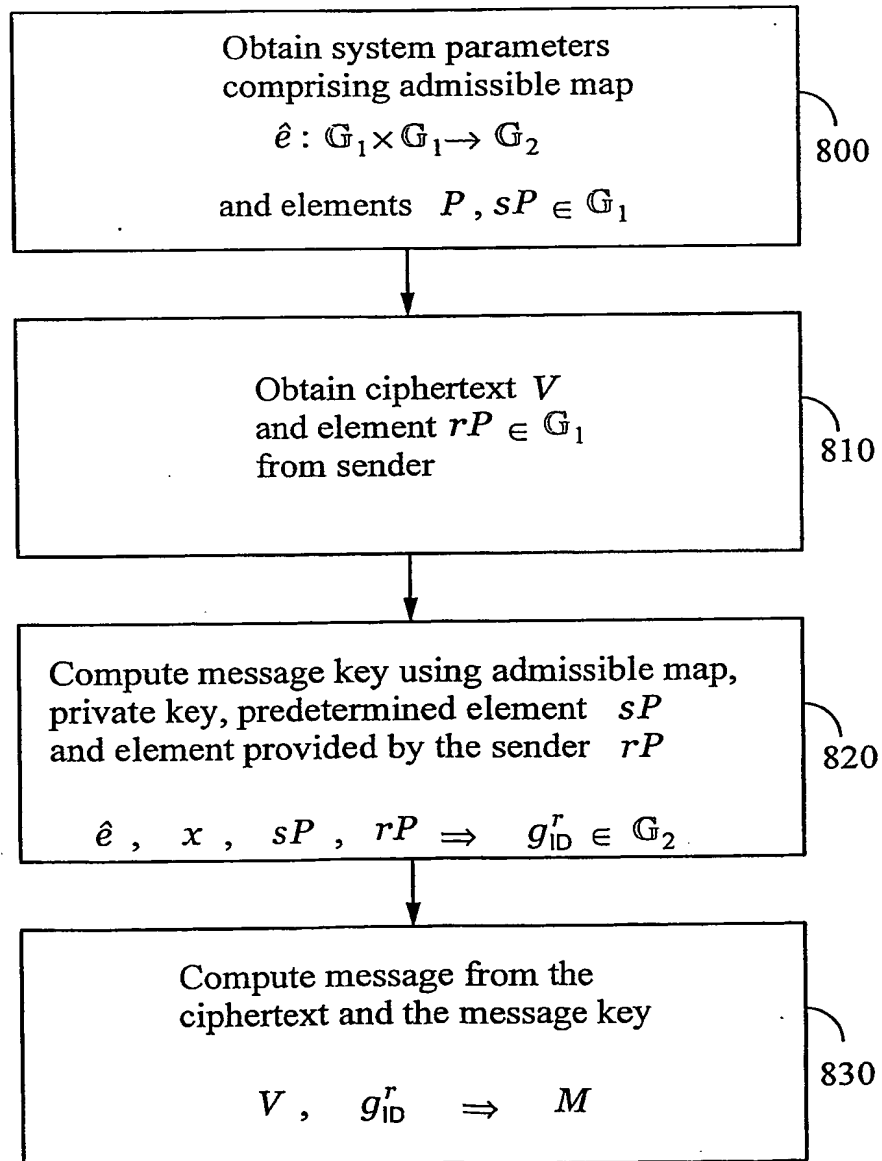 Obtain system parameters
comprising admissible map
ê : 𝔾₁ × 𝔾₁ → 𝔾₂
and elements P , sP ∈ 𝔾₁
800
Obtain ciphertext V
and element rP ∈ 𝔾₁
from sender
810
Compute message key using admissible map,
private key, predetermined element sP
and element provided by the sender rP
ê , x , sP , rP ⇒ g_ID^r ∈ 𝔾₂
820
Compute message from the
ciphertext and the message key
V , g_ID^r ⇒ M
830